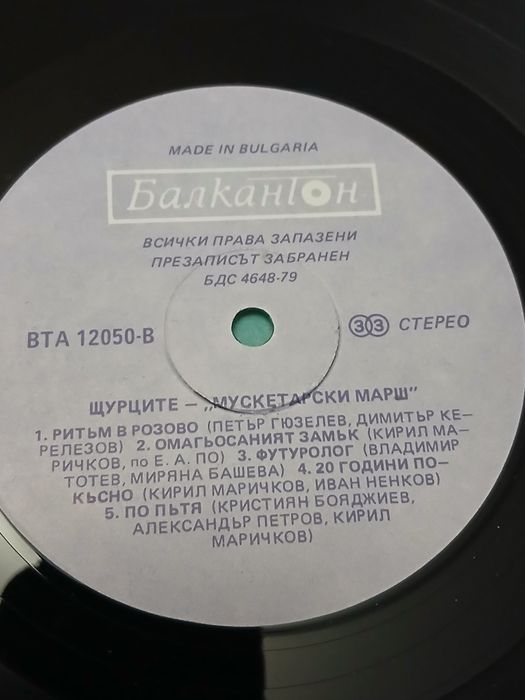 MADE IN BULGARIA
Балкантон
ВСИЧКИ ПРАВА ЗАПАЗЕНИ
ПРЕЗАПИСЪТ ЗАБРАНЕН
БДС 4648-79
ВТА 12050-В
33 СТЕРЕО
ЩУРЦИТЕ – „МУСКЕТАРСКИ МАРШ"
1. РИТЪМ В РОЗОВО (ПЕТЪР ГЮЗЕЛЕВ, ДИМИТЪР КЕ-
РЕЛЕЗОВ) 2. ОМАГЬОСАНИЯТ ЗАМЪК (КИРИЛ МА-
РИЧКОВ, по Е. А. ПО) 3. ФУТУРОЛОГ (ВЛАДИМИР
ТОТЕВ, МИРЯНА БАШЕВА) 4. 20 ГОДИНИ ПО-
КЪСНО (КИРИЛ МАРИЧКОВ, ИВАН НЕНКОВ)
5. ПО ПЪТЯ (КРИСТИЯН БОЯДЖИЕВ,
АЛЕКСАНДЪР ПЕТРОВ, КИРИЛ
МАРИЧКОВ)